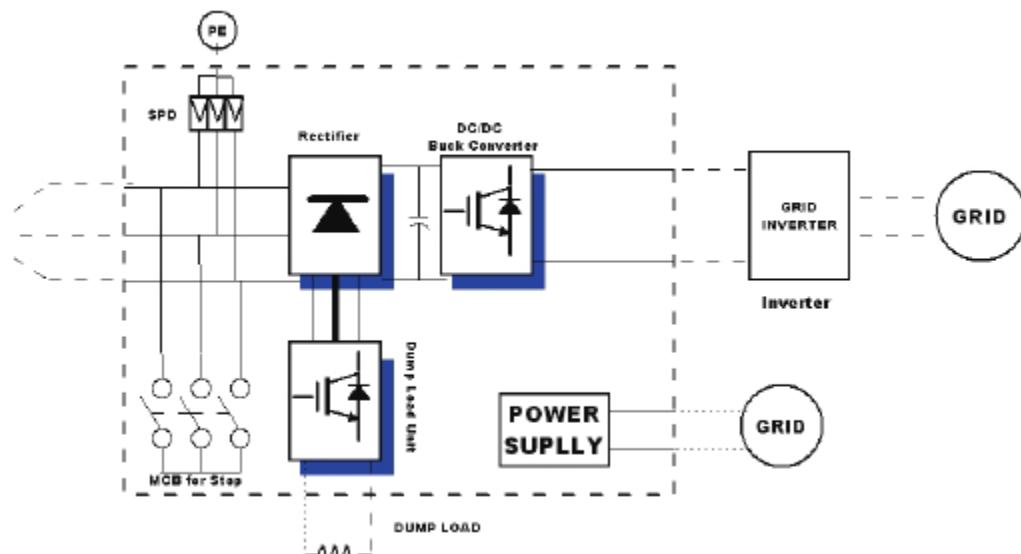 PE
SPD
Rectifier
DC/DC
Buck Converter
GRID
INVERTER
GRID
Inverter
Dump Load Unit
POWER
SUPLLY
GRID
MCB for Stop
DUMP LOAD